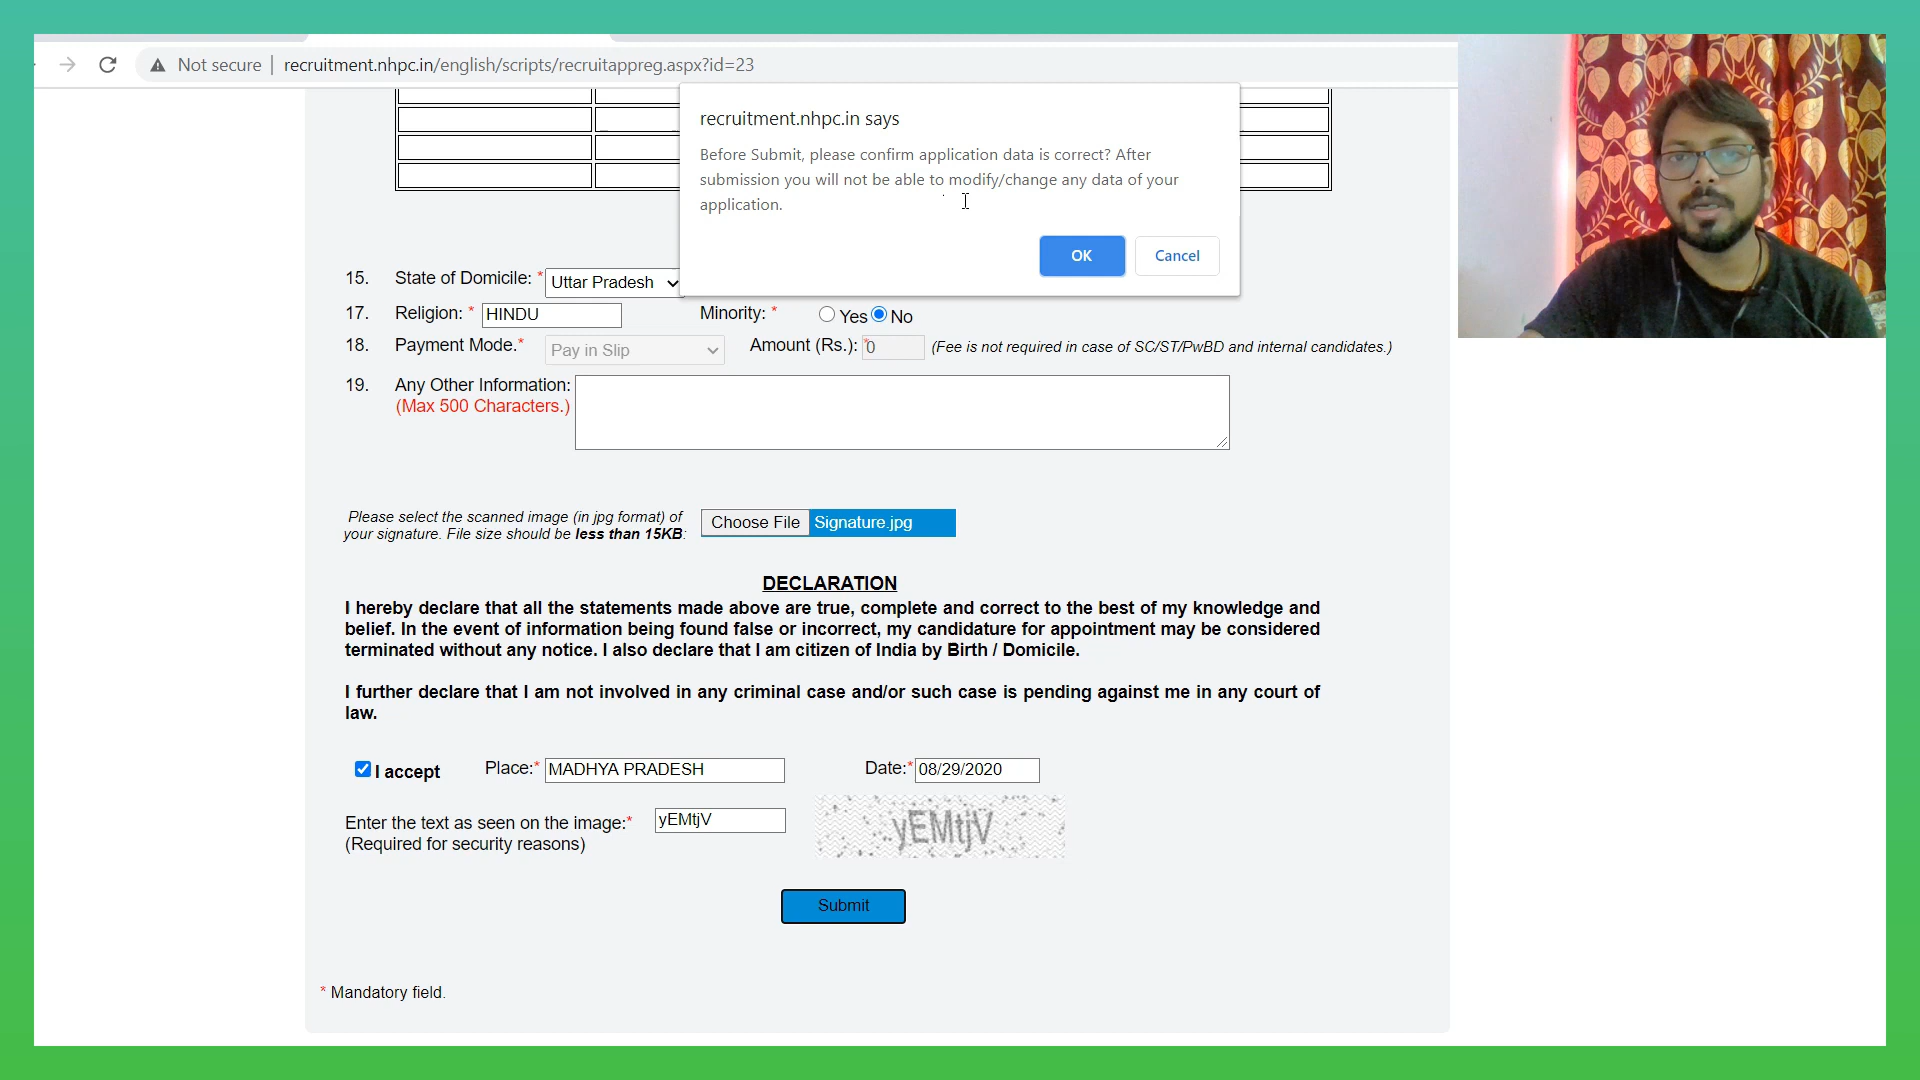 Not secure | recruitment.nhpc.in/english/scripts/recruitappreg.aspx?id=23
recruitment.nhpc.in says
Before Submit, please confirm application data is correct? After
submission you will not be able to modify/change any data of your
application.
OK Cancel
15. State of Domicile: * Uttar Pradesh
17. Religion: * HINDU Minority: * Yes No
18. Payment Mode.* Pay in Slip Amount (Rs.): * 0 (Fee is not required in case of SC/ST/PwBD and internal candidates.)
19. Any Other Information:
(Max 500 Characters.)
Please select the scanned image (in jpg format) of
your signature. File size should be less than 15KB:
Choose File Signature.jpg
DECLARATION
I hereby declare that all the statements made above are true, complete and correct to the best of my knowledge and
belief. In the event of information being found false or incorrect, my candidature for appointment may be considered
terminated without any notice. I also declare that I am citizen of India by Birth / Domicile.
I further declare that I am not involved in any criminal case and/or such case is pending against me in any court of
law.
I accept Place:* MADHYA PRADESH Date:* 08/29/2020
Enter the text as seen on the image:* yEMtjV yEMtjV
(Required for security reasons)
Submit
* Mandatory field.